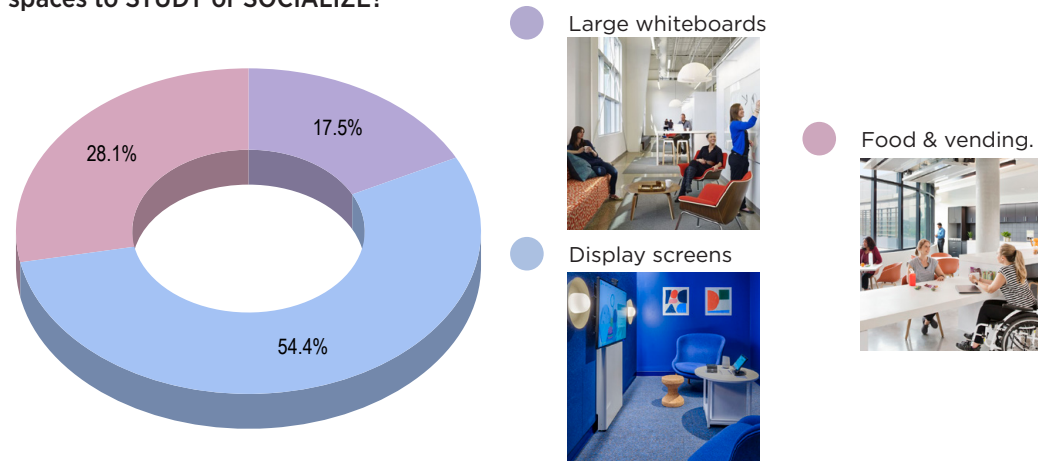 spaces to STUDY or SOCIALIZE?
Large whiteboards
17.5%
28.1%
Food & vending.
Display screens
54.4%